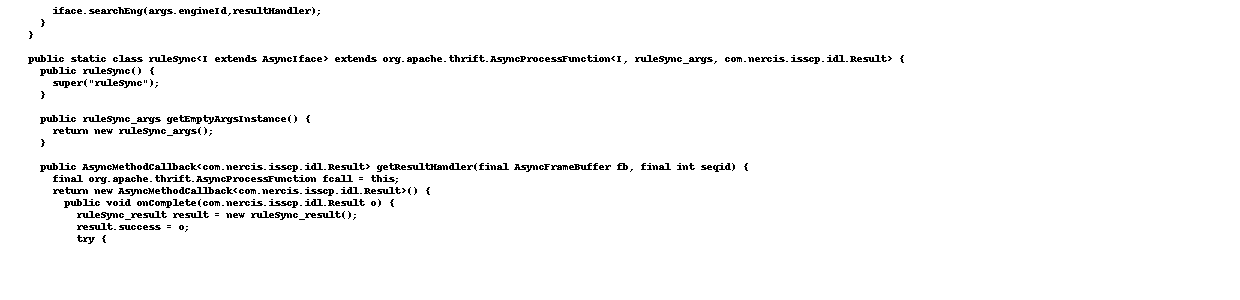 iface.searchEng(args.engineId,resultHandler);
}
}
public static class ruleSync<I extends AsyncIface> extends org.apache.thrift.AsyncProcessFunction<I, ruleSync_args, com.nercis.isscp.idl.Result> {
public ruleSync() {
super("ruleSync");
}
public ruleSync_args getEmptyArgsInstance() {
return new ruleSync_args();
}
public AsyncMethodCallback<com.nercis.isscp.idl.Result> getResultHandler(final AsyncFrameBuffer fb, final int seqid) {
final org.apache.thrift.AsyncProcessFunction fcall = this;
return new AsyncMethodCallback<com.nercis.isscp.idl.Result>() {
public void onComplete(com.nercis.isscp.idl.Result o) {
ruleSync_result result = new ruleSync_result();
result.success = o;
try {